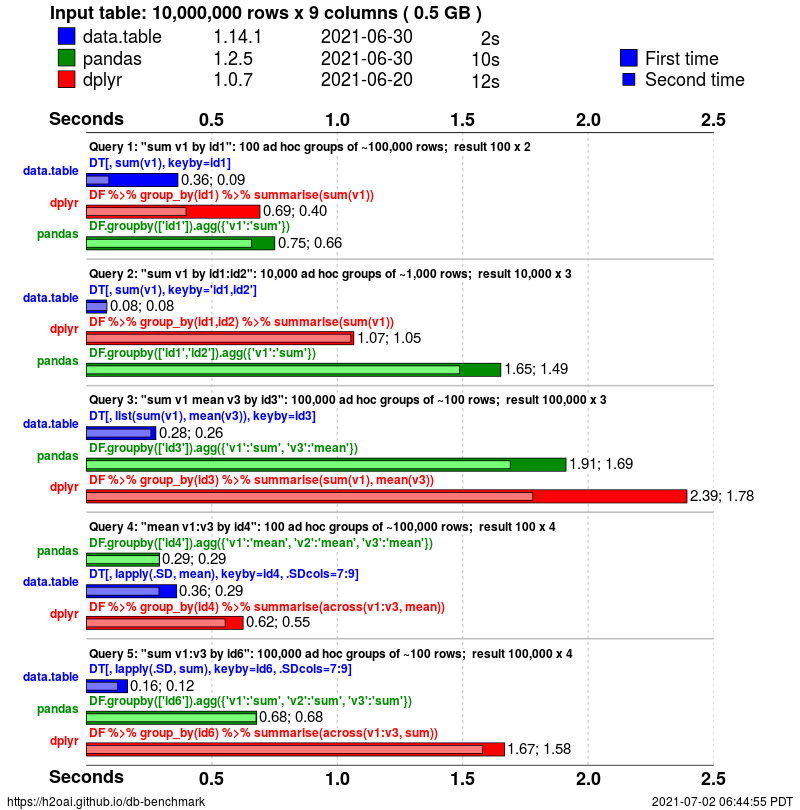 Input table: 10,000,000 rows x 9 columns ( 0.5 GB )
data.table 1.14.1 2021-06-30 2s
pandas 1.2.5 2021-06-30 10s First time
dplyr 1.0.7 2021-06-20 12s Second time
Seconds 0.5 1.0 1.5 2.0 2.5
Query 1: "sum v1 by id1": 100 ad hoc groups of ~100,000 rows; result 100 x 2
DT[, sum(v1), keyby=id1]
data.table 0.36; 0.09
DF %>% group_by(id1) %>% summarise(sum(v1))
dplyr 0.69; 0.40
DF.groupby(['id1']).agg({'v1':'sum'})
pandas 0.75; 0.66
Query 2: "sum v1 by id1:id2": 10,000 ad hoc groups of ~1,000 rows; result 10,000 x 3
DT[, sum(v1), keyby='id1,id2']
data.table 0.08; 0.08
DF %>% group_by(id1,id2) %>% summarise(sum(v1))
dplyr 1.07; 1.05
DF.groupby(['id1','id2']).agg({'v1':'sum'})
pandas 1.65; 1.49
Query 3: "sum v1 mean v3 by id3": 100,000 ad hoc groups of ~100 rows; result 100,000 x 3
DT[, list(sum(v1), mean(v3)), keyby=id3]
data.table 0.28; 0.26
DF.groupby(['id3']).agg({'v1':'sum', 'v3':'mean'})
pandas 1.91; 1.69
DF %>% group_by(id3) %>% summarise(sum(v1), mean(v3))
dplyr 2.39; 1.78
Query 4: "mean v1:v3 by id4": 100 ad hoc groups of ~100,000 rows; result 100 x 4
DF.groupby(['id4']).agg({'v1':'mean', 'v2':'mean', 'v3':'mean'})
pandas 0.29; 0.29
DT[, lapply(.SD, mean), keyby=id4, .SDcols=7:9]
data.table 0.36; 0.29
DF %>% group_by(id4) %>% summarise(across(v1:v3, mean))
dplyr 0.62; 0.55
Query 5: "sum v1:v3 by id6": 100,000 ad hoc groups of ~100 rows; result 100,000 x 4
DT[, lapply(.SD, sum), keyby=id6, .SDcols=7:9]
data.table 0.16; 0.12
DF.groupby(['id6']).agg({'v1':'sum', 'v2':'sum', 'v3':'sum'})
pandas 0.68; 0.68
DF %>% group_by(id6) %>% summarise(across(v1:v3, sum))
dplyr 1.67; 1.58
Seconds 0.5 1.0 1.5 2.0 2.5
https://h2oai.github.io/db-benchmark 2021-07-02 06:44:55 PDT